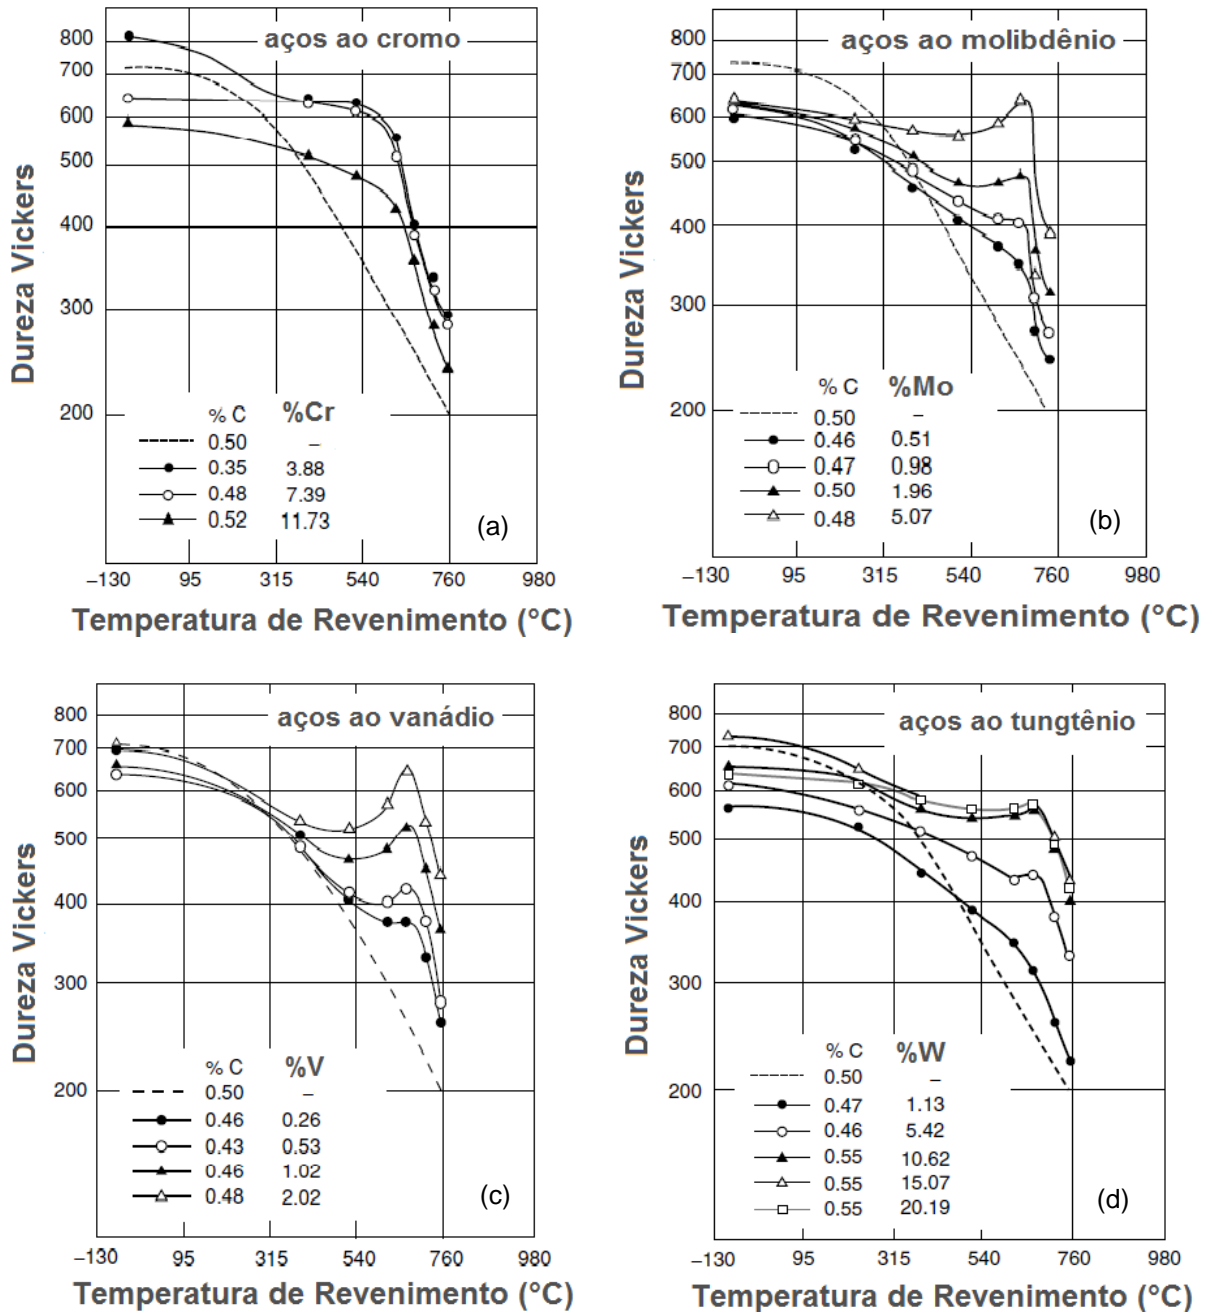 aços ao cromo
800
700
600
500
400
300
200
Dureza Vickers
% C %Cr
0.50 –
0.35 3.88
0.48 7.39
0.52 11.73
(a)
–130 95 315 540 760 980
Temperatura de Revenimento (°C)
aços ao molibdênio
800
700
600
500
400
300
200
Dureza Vickers
% C %Mo
0.50 –
0.46 0.51
0.47 0.98
0.50 1.96
0.48 5.07
(b)
–130 95 315 540 760 980
Temperatura de Revenimento (°C)
aços ao vanádio
800
700
600
500
400
300
200
Dureza Vickers
% C %V
0.50 –
0.46 0.26
0.43 0.53
0.46 1.02
0.48 2.02
(c)
–130 95 315 540 760 980
Temperatura de Revenimento (°C)
aços ao tungtênio
800
700
600
500
400
300
200
Dureza Vickers
% C %W
0.50 –
0.47 1.13
0.46 5.42
0.55 10.62
0.55 15.07
0.55 20.19
(d)
–130 95 315 540 760 980
Temperatura de Revenimento (°C)